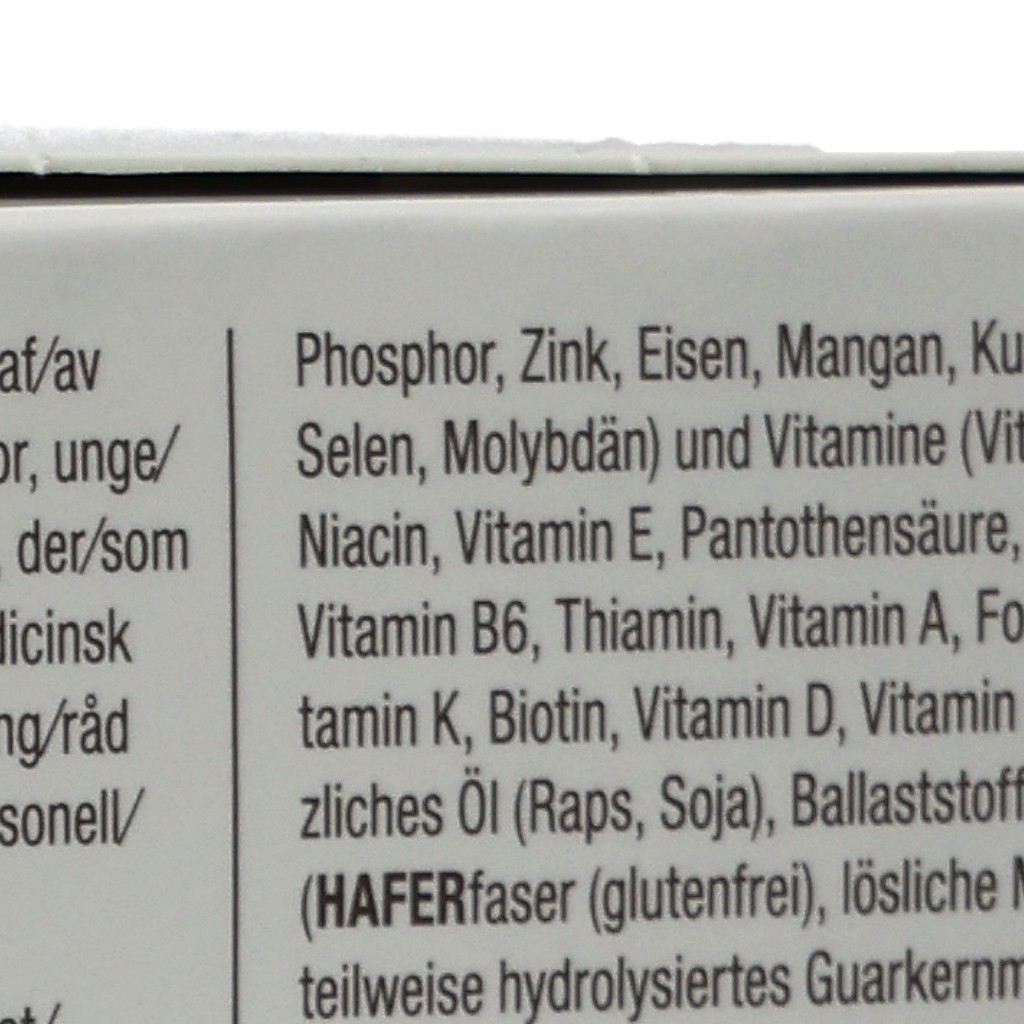 af/av
or, unge/
, der/som
dicinsk
ng/råd
sonell/
Phosphor, Zink, Eisen, Mangan, Ku
Selen, Molybdän) und Vitamine (Vit
Niacin, Vitamin E, Pantothensäure,
Vitamin B6, Thiamin, Vitamin A, Fo
tamin K, Biotin, Vitamin D, Vitamin
zliches Öl (Raps, Soja), Ballaststoff
(HAFERfaser (glutenfrei), lösliche
teilweise hydrolysiertes Guarkernm